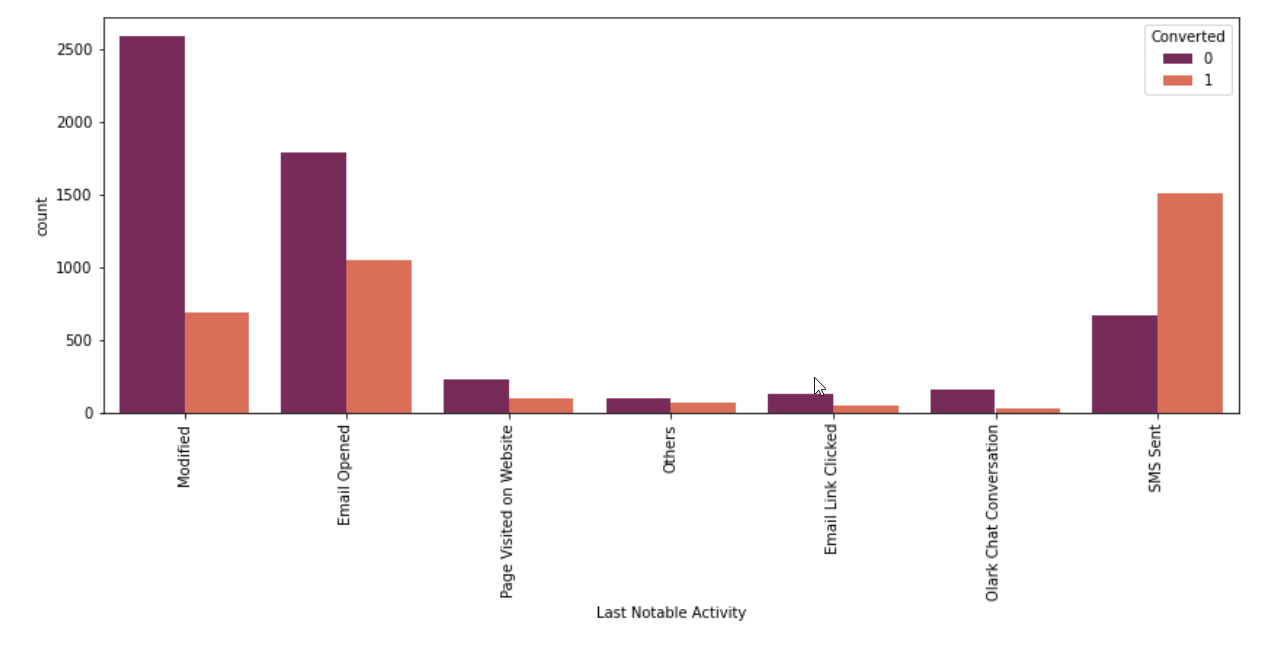 Converted
0
1
2500
2000
1500
1000
500
0
count
Modified
Email Opened
Page Visited on Website
Others
Email Link Clicked
Olark Chat Conversation
SMS Sent
Last Notable Activity